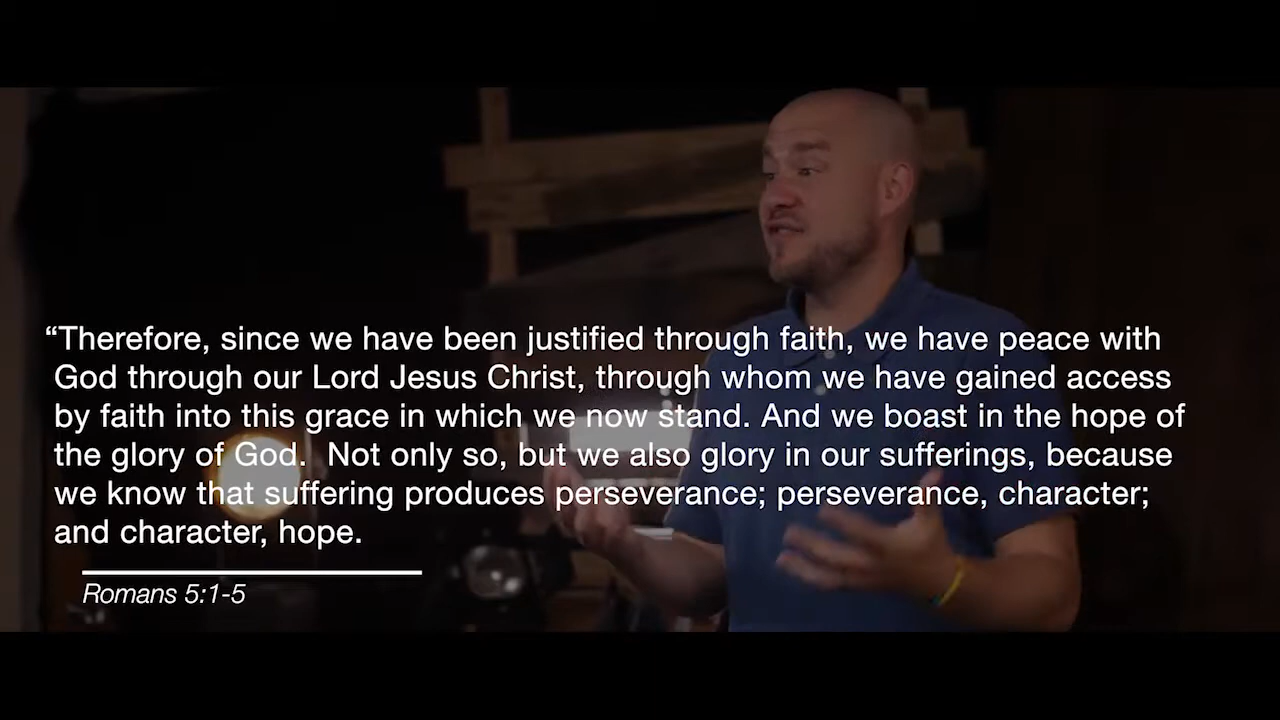 “Therefore, since we have been justified through faith, we have peace with
God through our Lord Jesus Christ, through whom we have gained access
by faith into this grace in which we now stand. And we boast in the hope of
the glory of God.  Not only so, but we also glory in our sufferings, because
we know that suffering produces perseverance; perseverance, character;
and character, hope.
Romans 5:1-5